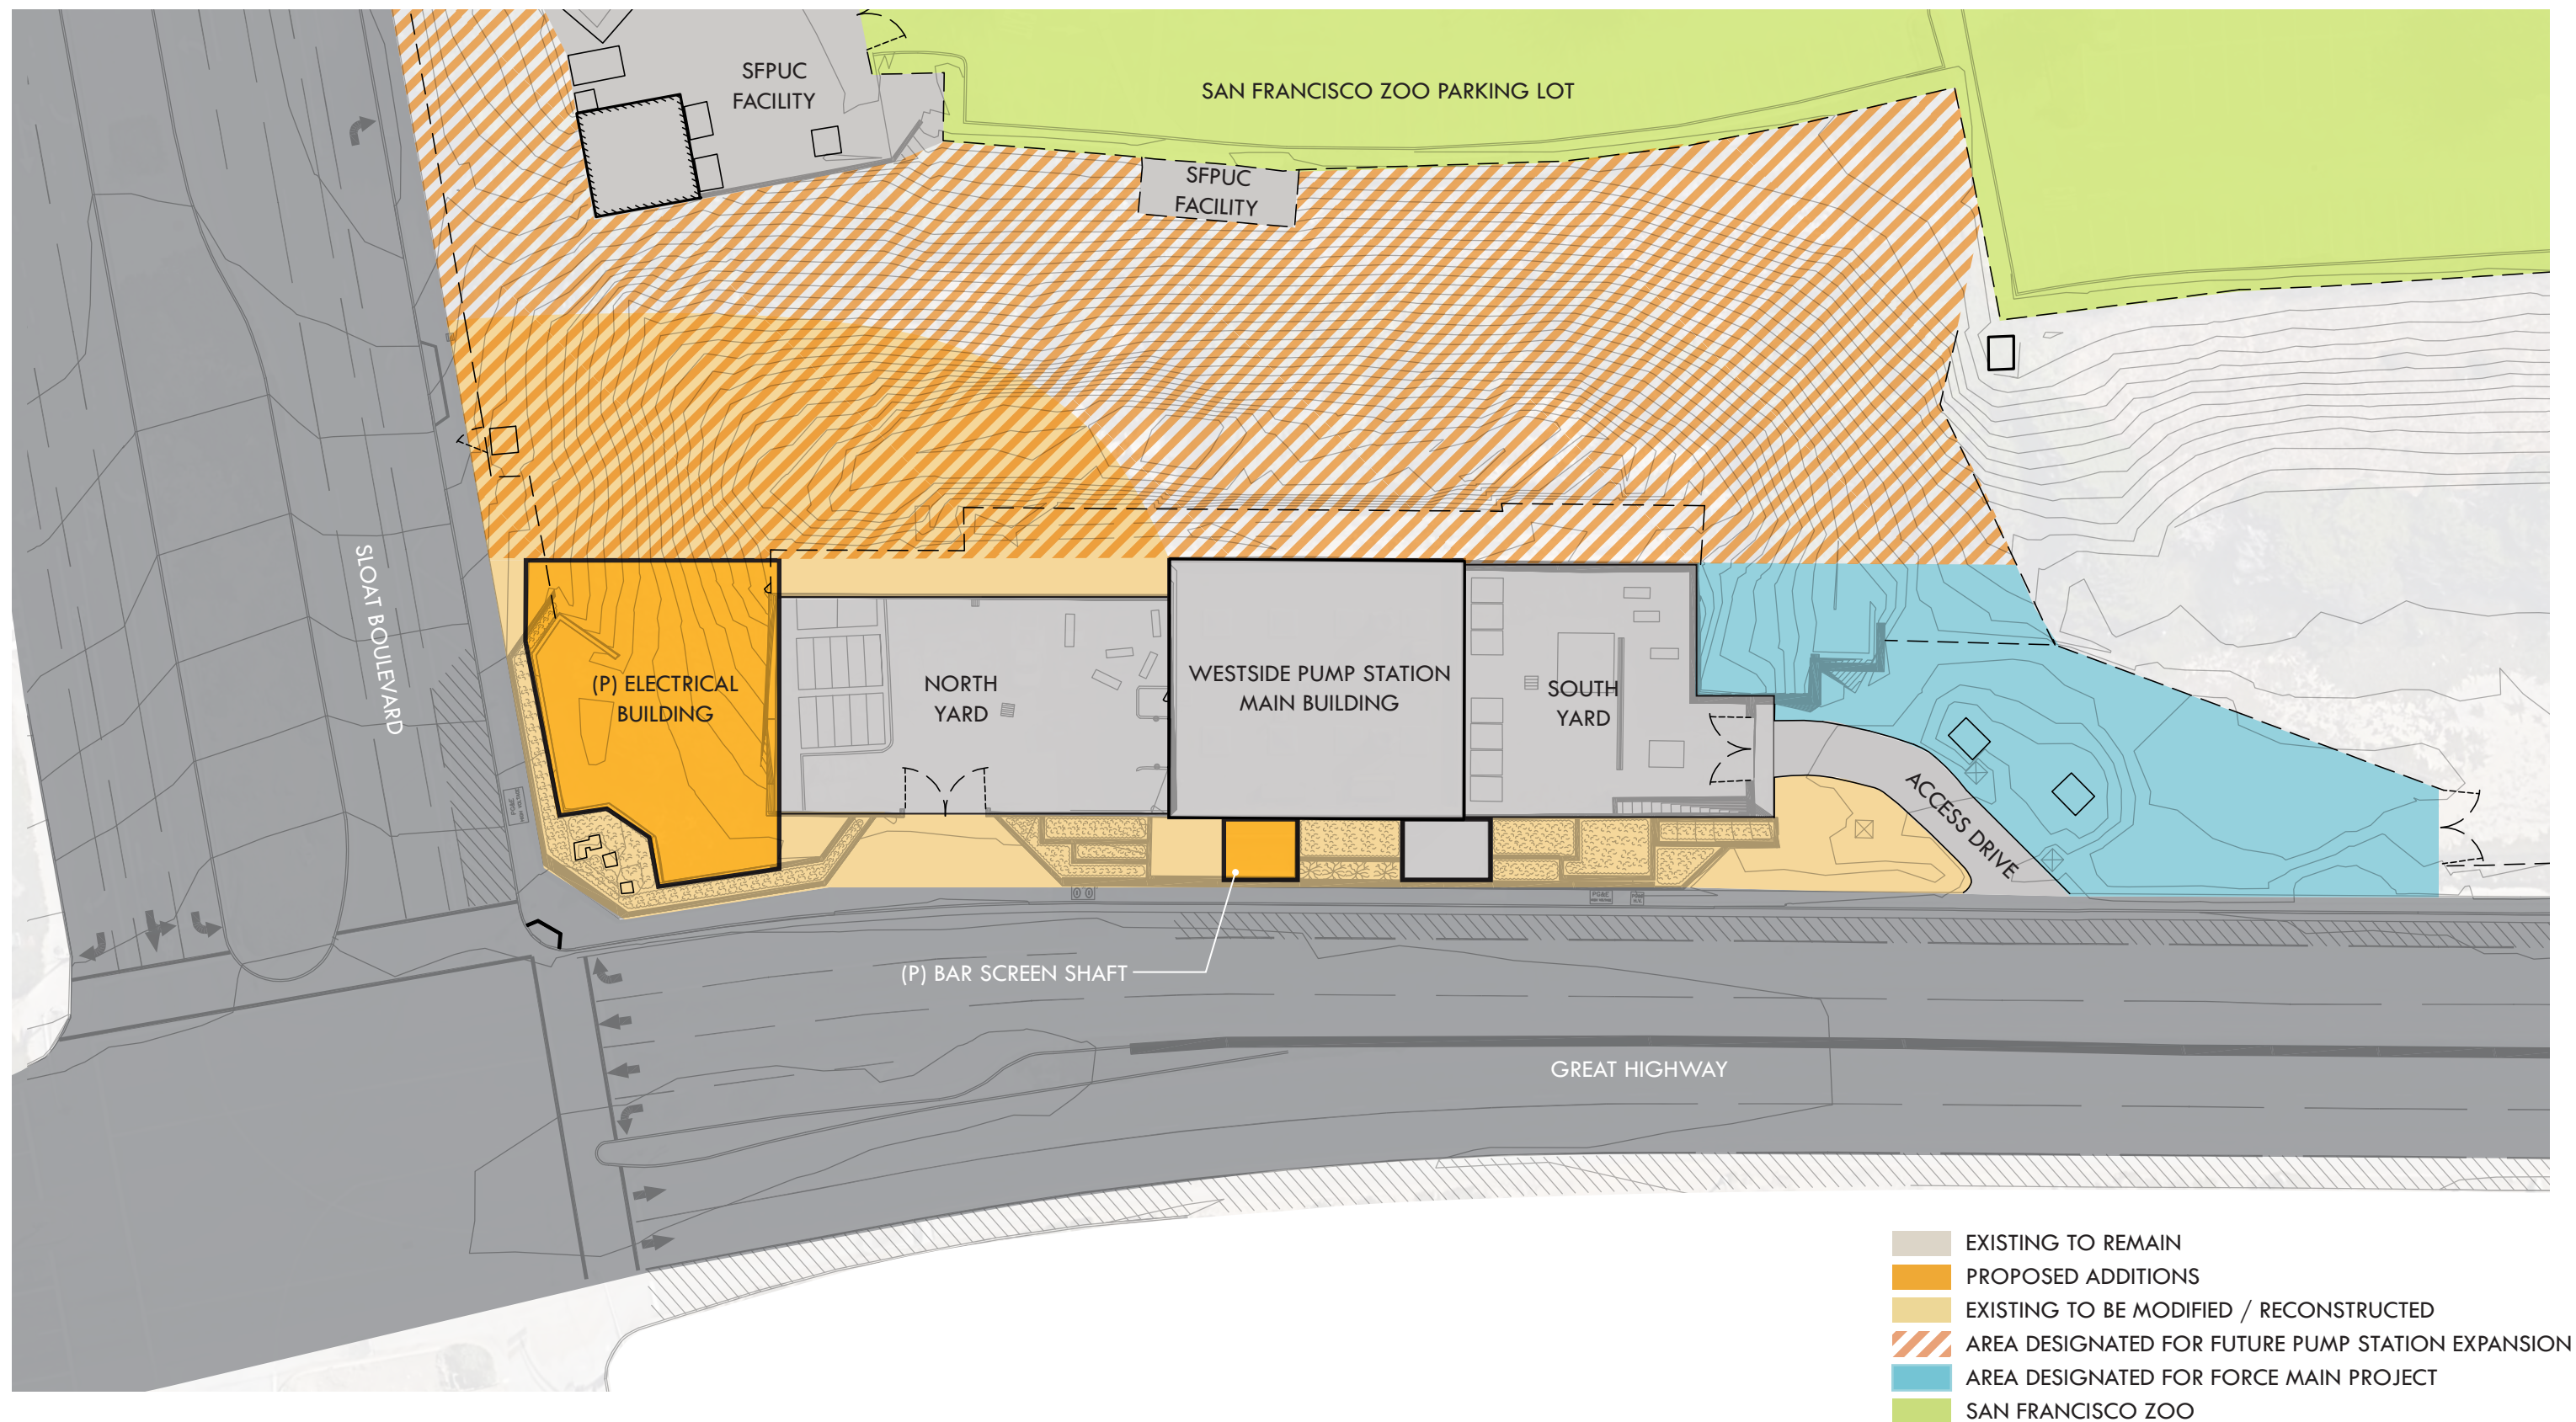 SFPUC
FACILITY
SAN FRANCISCO ZOO PARKING LOT
SFPUC
FACILITY
SLOAT BOULEVARD
(P) ELECTRICAL
BUILDING
NORTH
YARD
WESTSIDE PUMP STATION
MAIN BUILDING
SOUTH
YARD
ACCESS DRIVE
PG&E
(P) BAR SCREEN SHAFT
GREAT HIGHWAY
EXISTING TO REMAIN
PROPOSED ADDITIONS
EXISTING TO BE MODIFIED / RECONSTRUCTED
AREA DESIGNATED FOR FUTURE PUMP STATION EXPANSION
AREA DESIGNATED FOR FORCE MAIN PROJECT
SAN FRANCISCO ZOO